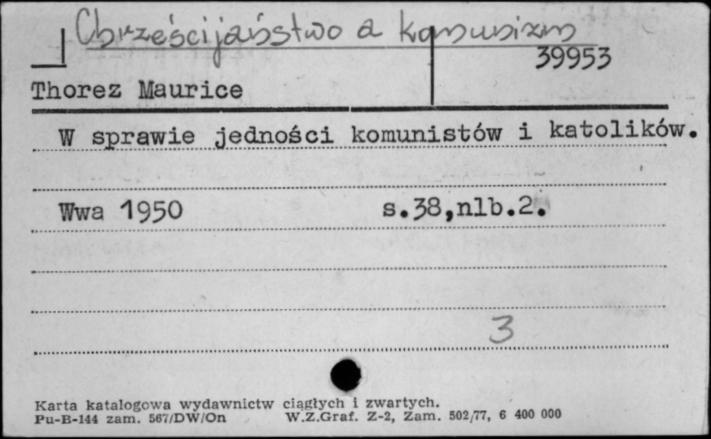 Chrześcijaństwo a komunizm
39953
Thorez Maurice
W sprawie jedności komunistów i katolików.
Wwa 1950 s.38,nlb.2.
3
Karta katalogowa wydawnictw ciągłych i zwartych.
Pu-B-144 zam. 567/DW/On W.Z.Graf. Z-2, Zam. 502/77, 6 400 000